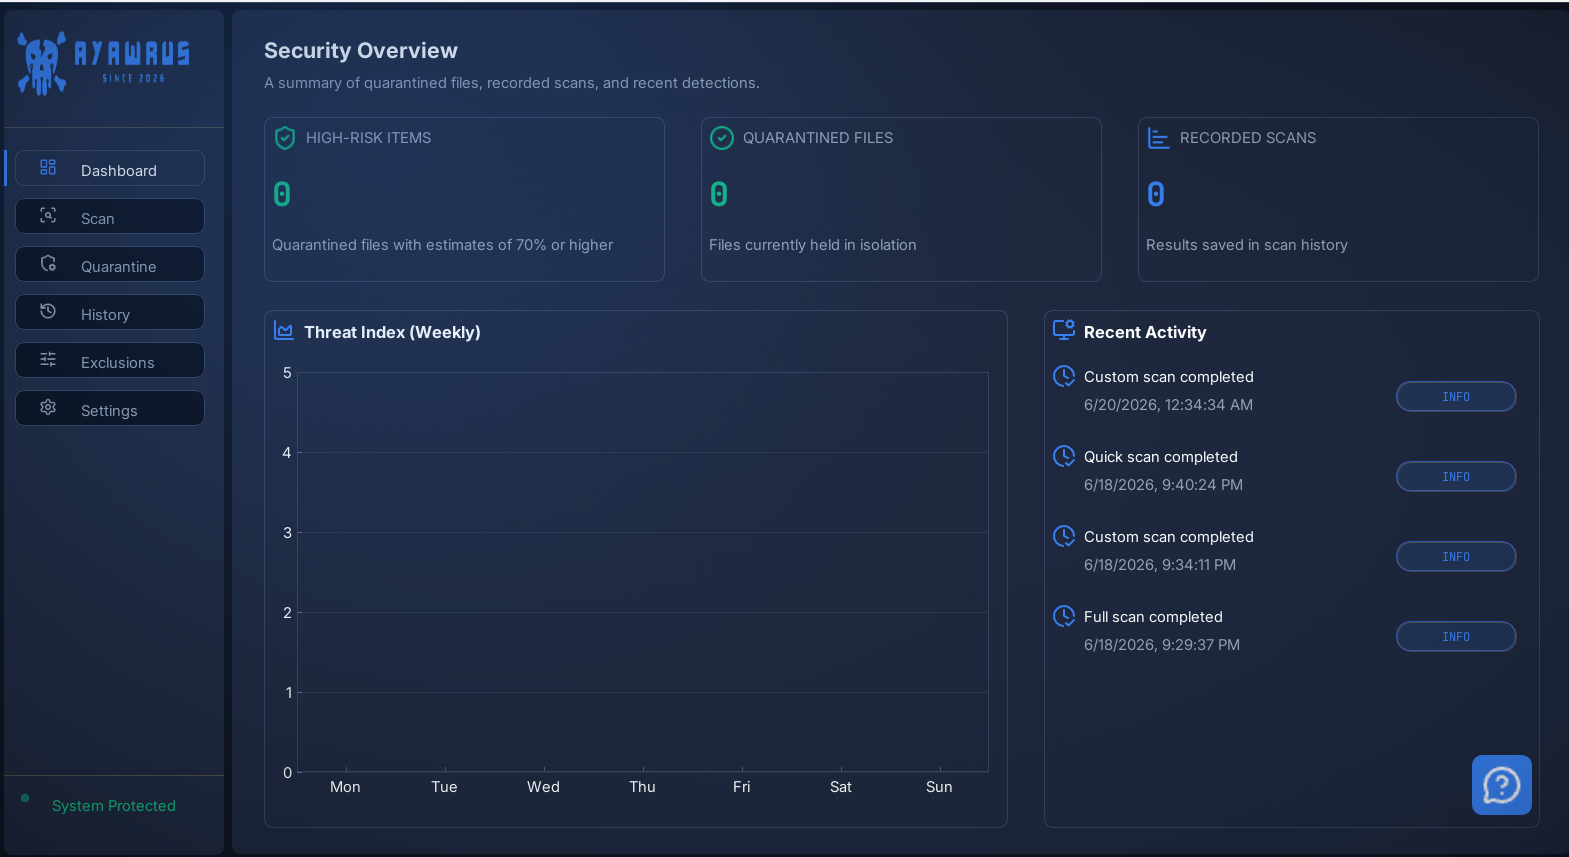 AYAWRUS
SINCE 2026
Dashboard
Scan
Quarantine
History
Exclusions
Settings
System Protected
Security Overview
A summary of quarantined files, recorded scans, and recent detections.
HIGH-RISK ITEMS
0
Quarantined files with estimates of 70% or higher
QUARANTINED FILES
0
Files currently held in isolation
RECORDED SCANS
0
Results saved in scan history
Threat Index (Weekly)
5
4
3
2
1
0
Mon Tue Wed Thu Fri Sat Sun
Recent Activity
Custom scan completed
6/20/2026, 12:34:34 AM
INFO
Quick scan completed
6/18/2026, 9:40:24 PM
INFO
Custom scan completed
6/18/2026, 9:34:11 PM
INFO
Full scan completed
6/18/2026, 9:29:37 PM
INFO